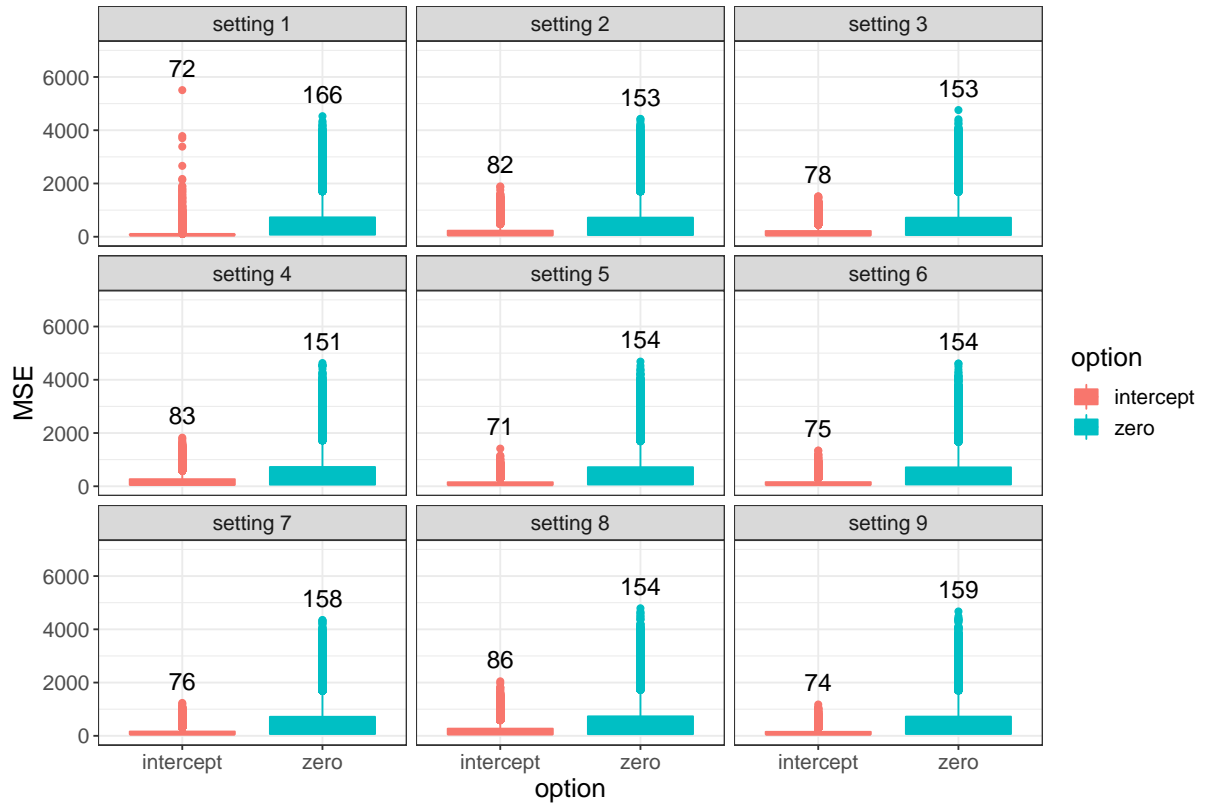 setting 1
setting 2
setting 3
6000
4000
2000
0
72
166
82
153
78
153
setting 4
setting 5
setting 6
6000
4000
2000
0
83
151
71
154
75
154
setting 7
setting 8
setting 9
6000
4000
2000
0
76
158
86
154
74
159
intercept
zero
intercept
zero
intercept
zero
option
MSE
option
intercept
zero